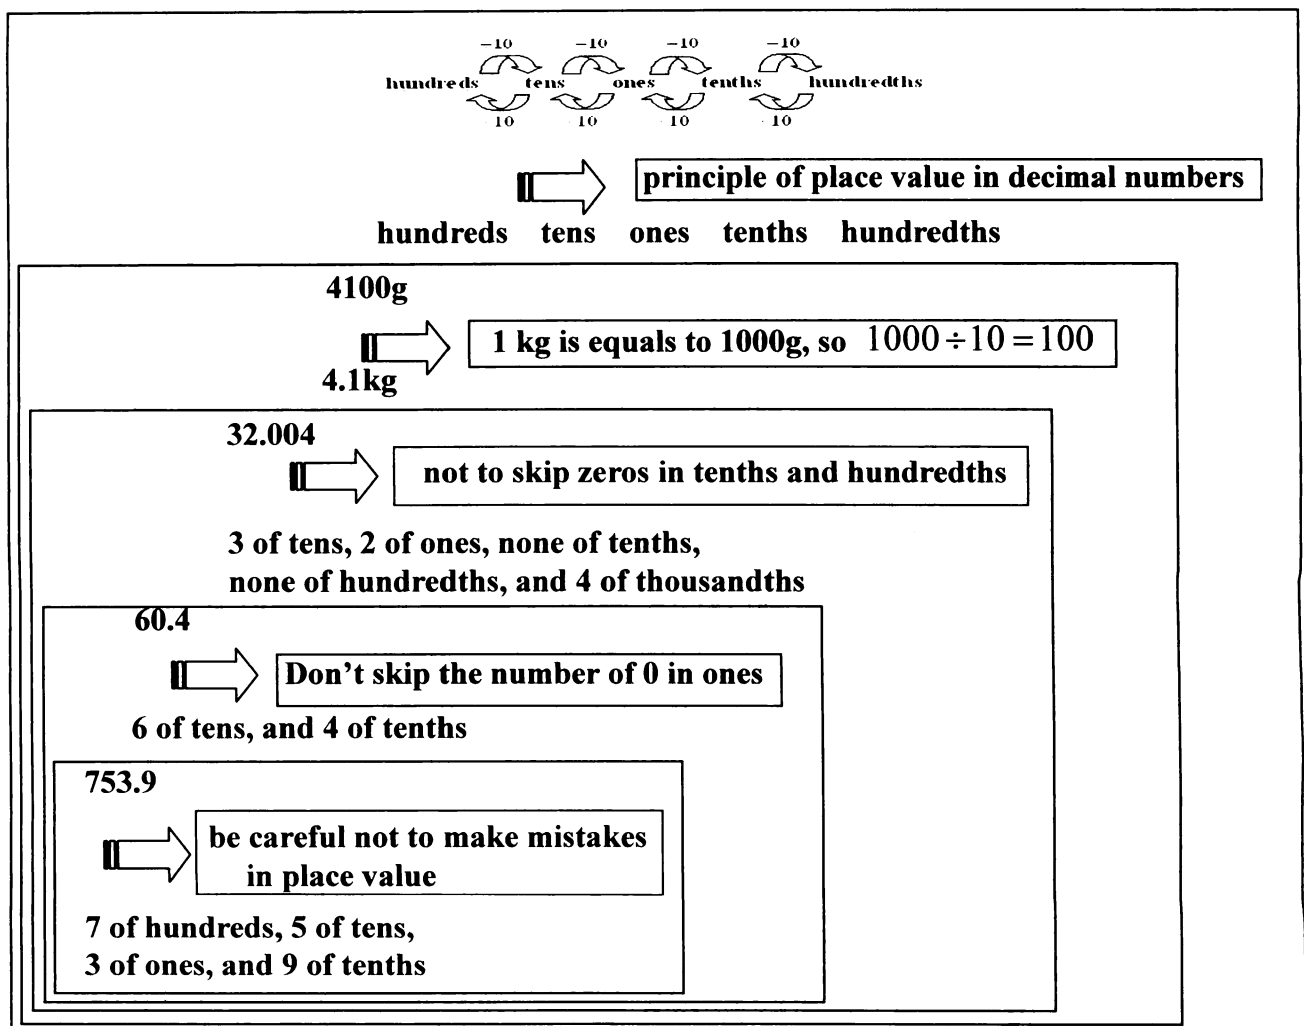 −10 −10 −10 −10
hundreds tens ones tenths hundredths
10 10 10 10
principle of place value in decimal numbers
hundreds tens ones tenths hundredths
4100g
1 kg is equals to 1000g, so 1000 ÷ 10 = 100
4.1kg
32.004
not to skip zeros in tenths and hundredths
3 of tens, 2 of ones, none of tenths,
none of hundredths, and 4 of thousandths
60.4
Don't skip the number of 0 in ones
6 of tens, and 4 of tenths
753.9
be careful not to make mistakes
in place value
7 of hundreds, 5 of tens,
3 of ones, and 9 of tenths